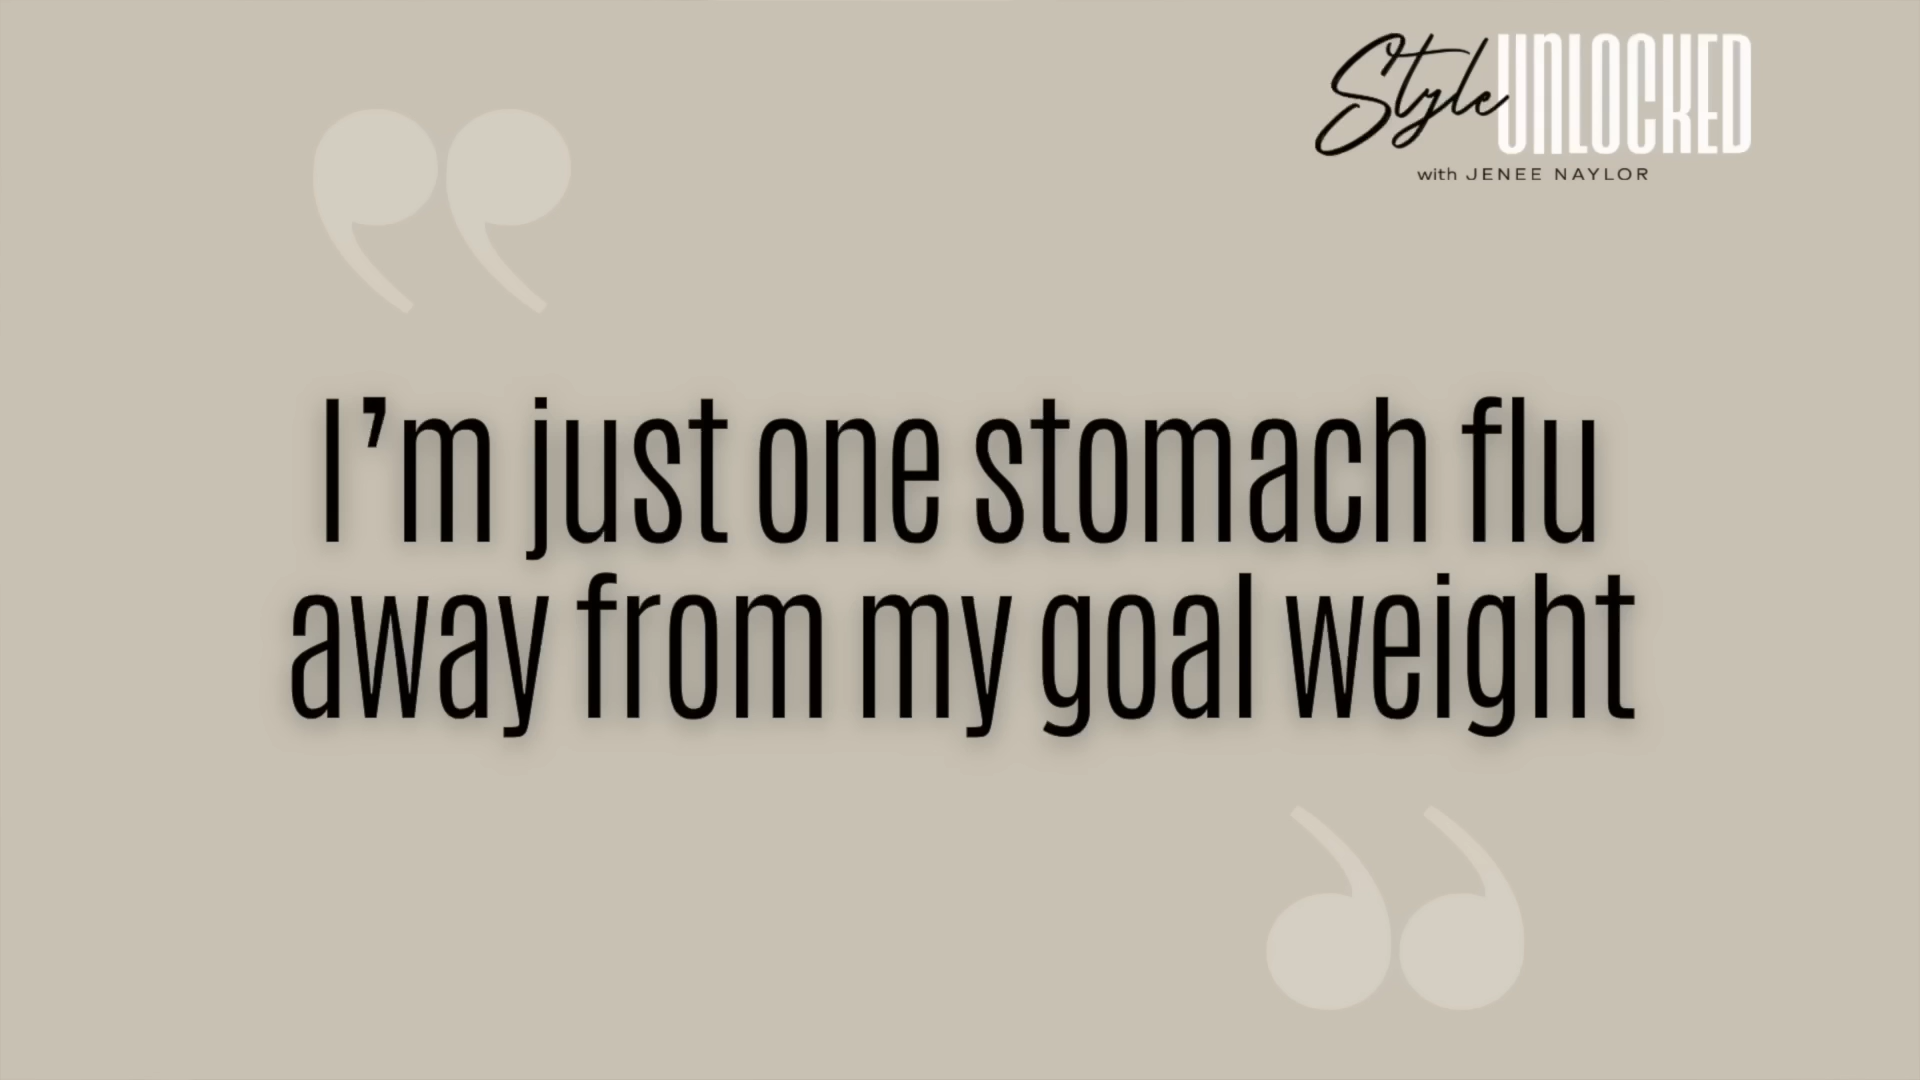 Style UNLOCKED
with JENEE NAYLOR
I’m just one stomach flu
away from my goal weight